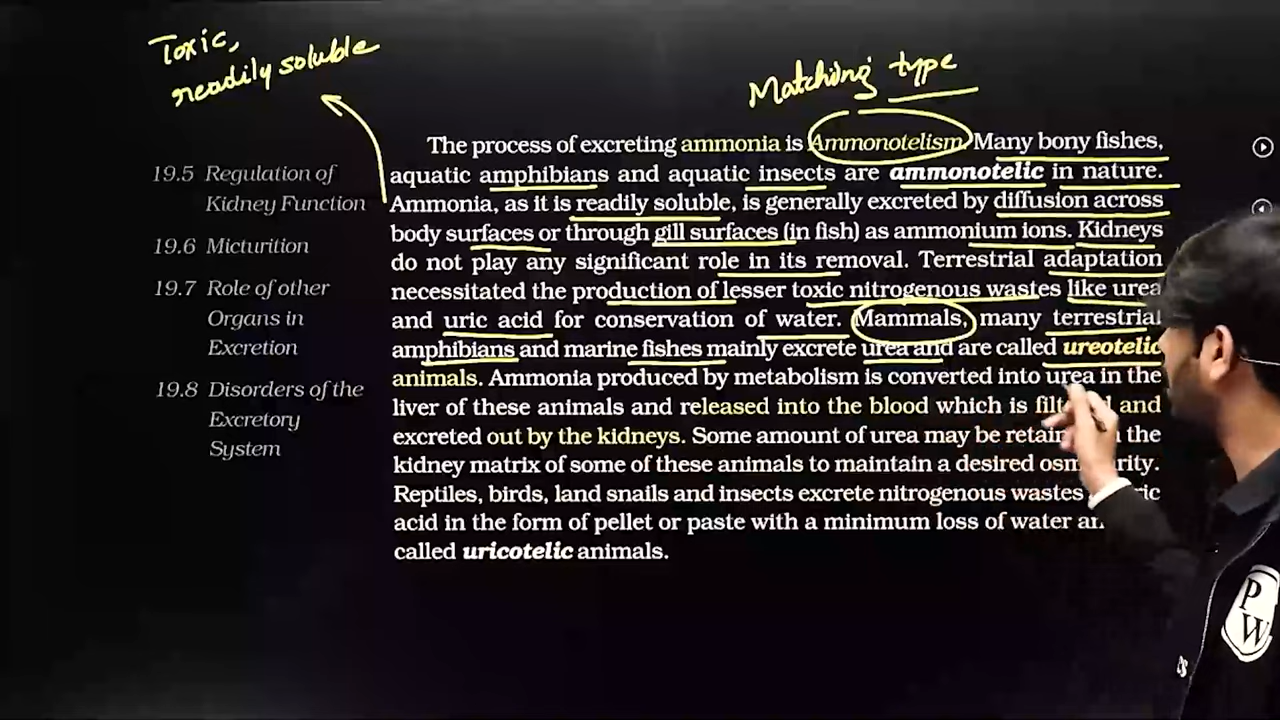 Toxic,
readily soluble
Matching type
The process of excreting ammonia is Ammonotelism. Many bony fishes,
aquatic amphibians and aquatic insects are ammonotelic in nature.
Ammonia, as it is readily soluble, is generally excreted by diffusion across
body surfaces or through gill surfaces (in fish) as ammonium ions. Kidneys
do not play any significant role in its removal. Terrestrial adaptation
necessitated the production of lesser toxic nitrogenous wastes like urea
and uric acid for conservation of water. Mammals, many terrestrial
amphibians and marine fishes mainly excrete urea and are called ureotelic
animals. Ammonia produced by metabolism is converted into urea in the
liver of these animals and released into the blood which is and
excreted out by the kidneys. Some amount of urea may be the
kidney matrix of some of these animals to maintain a desired
Reptiles, birds, land snails and insects excrete nitrogenous wastes
acid in the form of pellet or paste with a minimum loss of water
called uricotelic animals.
19.5 Regulation of
Kidney Function
19.6 Micturition
19.7 Role of other
Organs in
Excretion
19.8 Disorders of the
Excretory
System
P
W